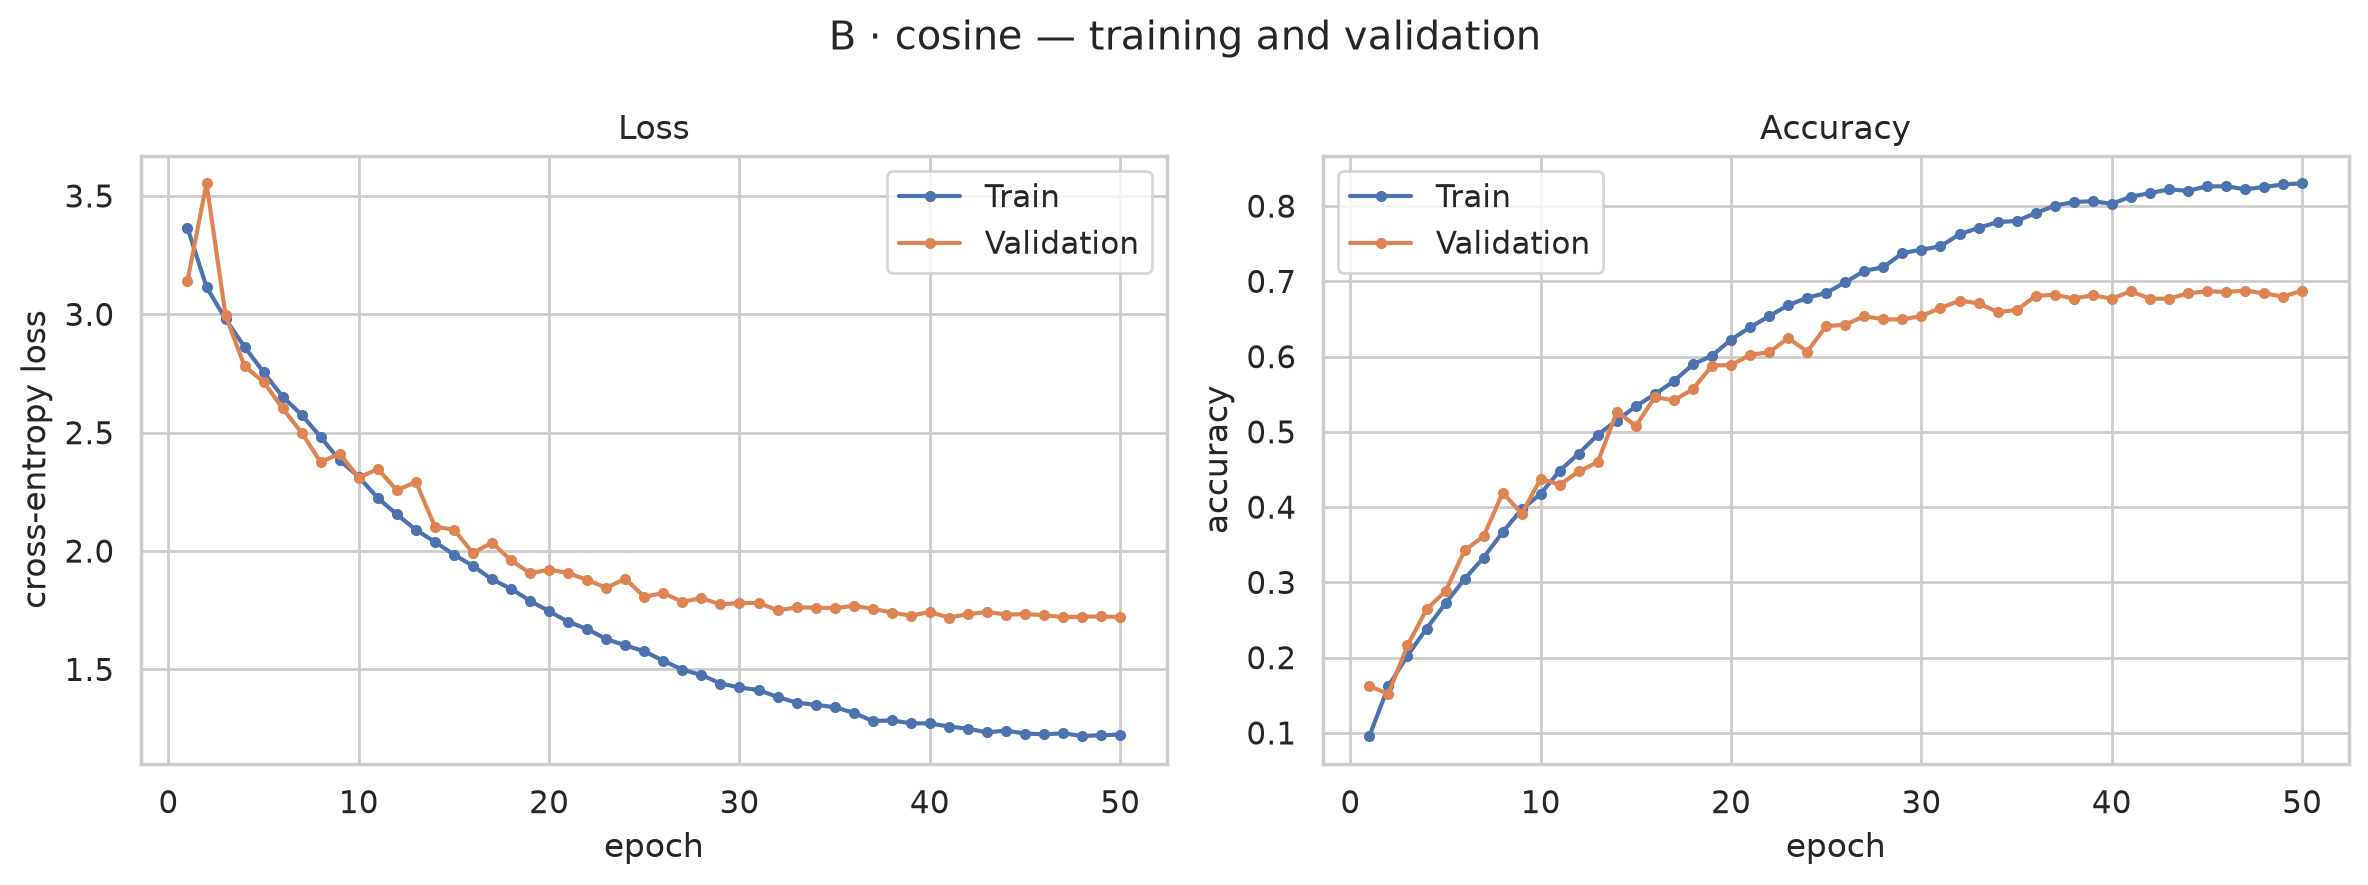 B · cosine — training and validation
Loss
Train
Validation
3.5
3.0
2.5
2.0
1.5
cross-entropy loss
0 10 20 30 40 50
epoch
Accuracy
Train
Validation
0.8
0.7
0.6
0.5
0.4
0.3
0.2
0.1
accuracy
0 10 20 30 40 50
epoch